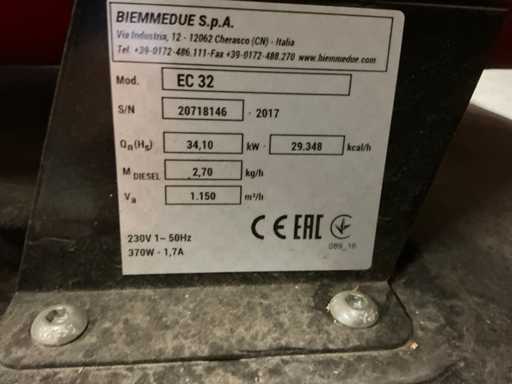 BIEMMEDUE S.p.A.
Via Industria, 12 - 12062 Cherasco (CN) - Italia
Tel. +39-0172-486.111-Fax +39-0172-488.270 www.biemmedue.com
Mod. EC 32
S/N 20718146 - 2017
Qn(Hs) 34,10 kW - 29.348 kcal/h
M DIESEL 2,70 kg/h
Va 1.150 m³/h
CE EAC
089_16
230V 1~ 50Hz
370W - 1,7A